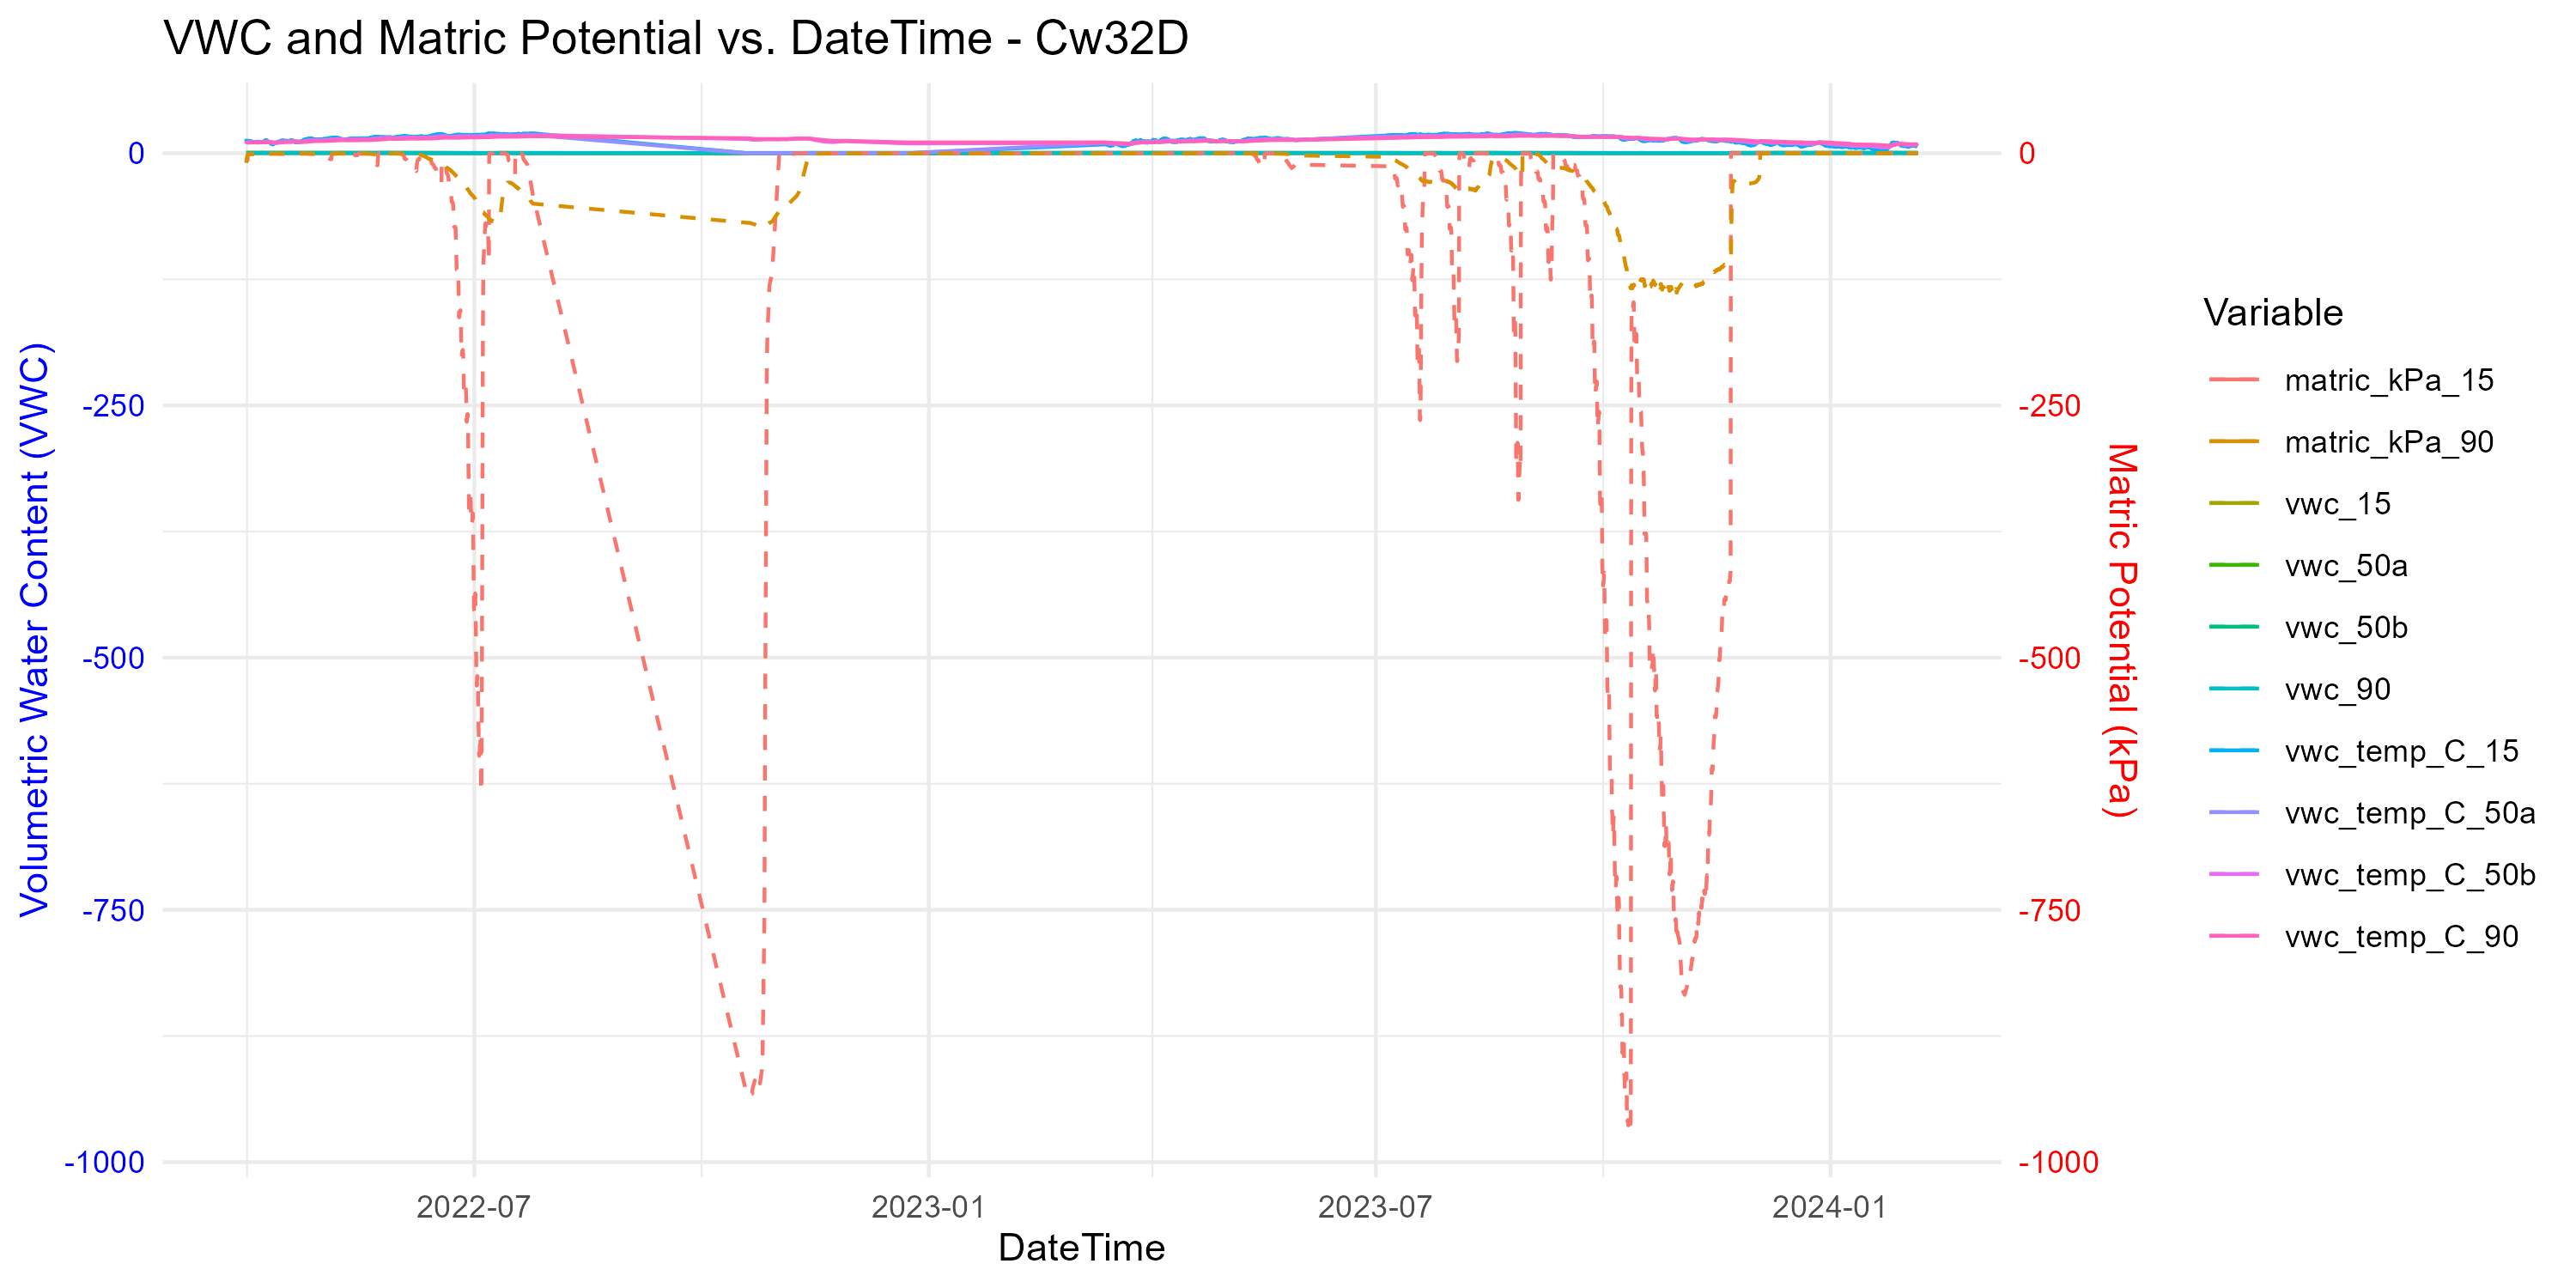 VWC and Matric Potential vs. DateTime - Cw32D
Volumetric Water Content (VWC)
0
-250
-500
-750
-1000
2022-07
2023-01
2023-07
2024-01
DateTime
0
-250
-500
-750
-1000
Matric Potential (kPa)
Variable
matric_kPa_15
matric_kPa_90
vwc_15
vwc_50a
vwc_50b
vwc_90
vwc_temp_C_15
vwc_temp_C_50a
vwc_temp_C_50b
vwc_temp_C_90